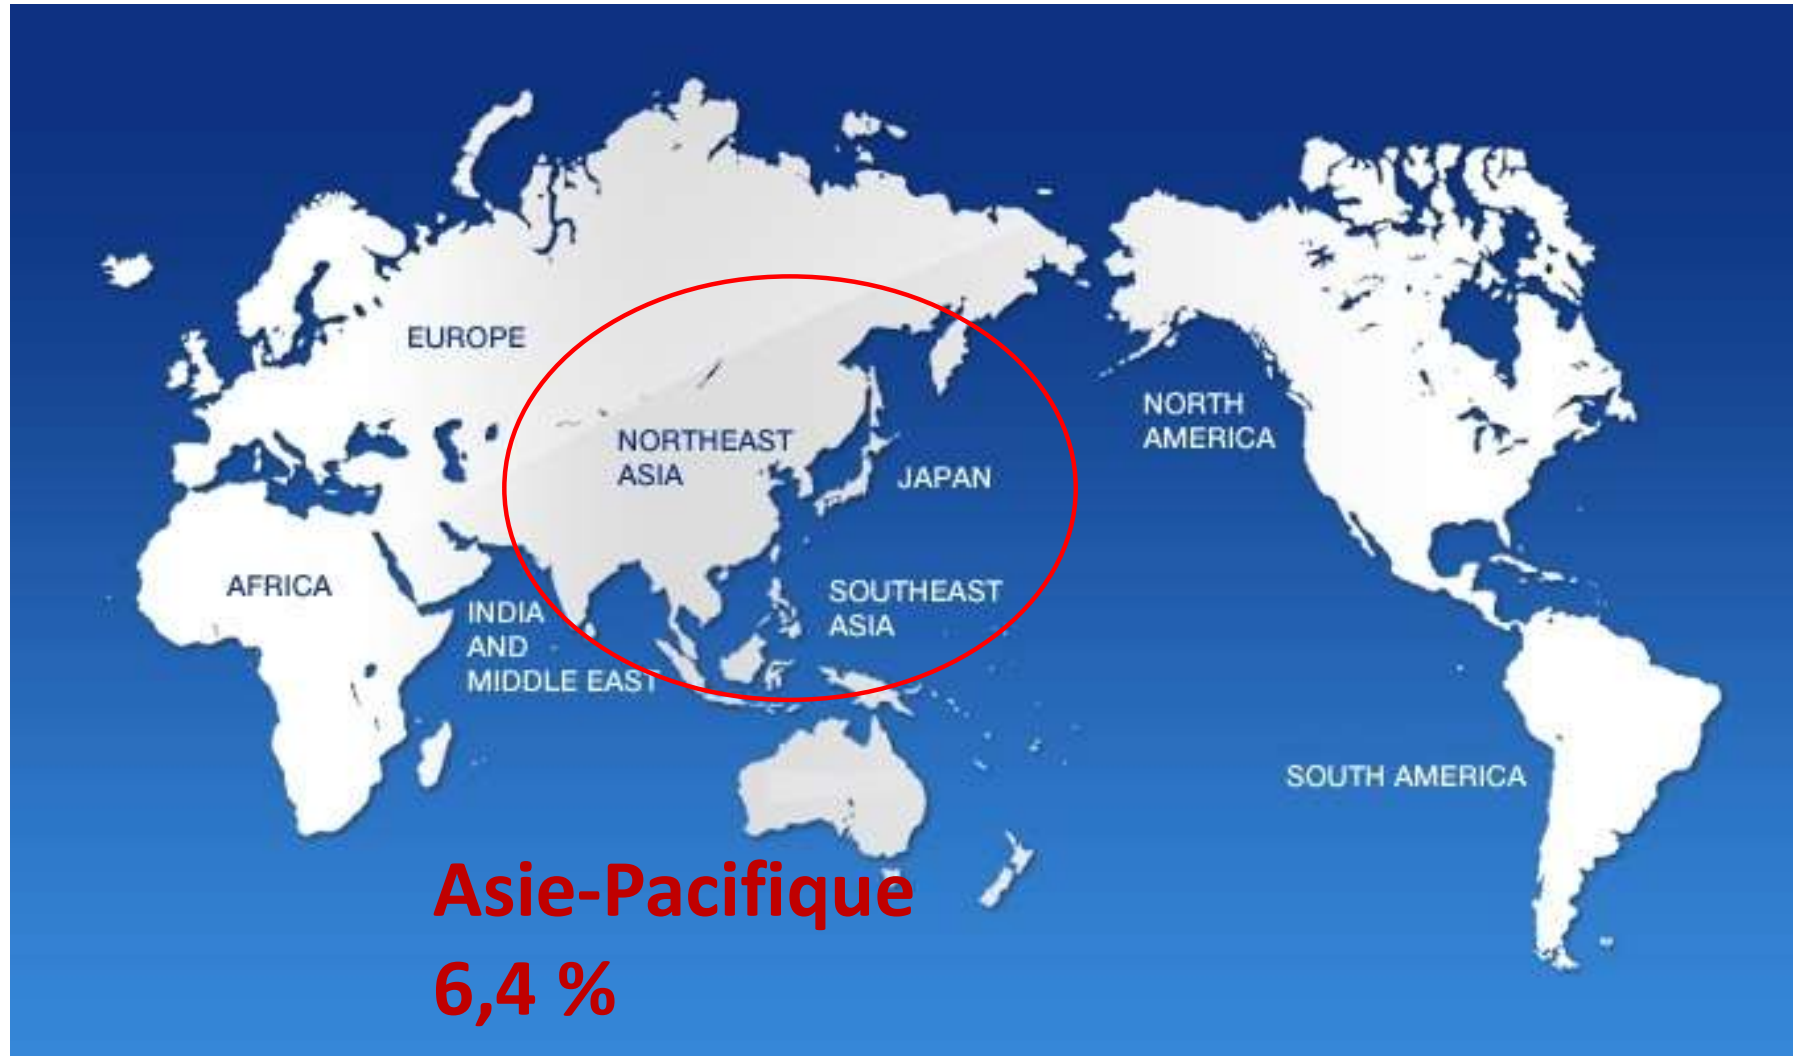 EUROPE
NORTHEAST
ASIA
JAPAN
NORTH
AMERICA
AFRICA
INDIA
AND
MIDDLE EAST
SOUTHEAST
ASIA
SOUTH AMERICA
Asie-Pacifique
6,4 %